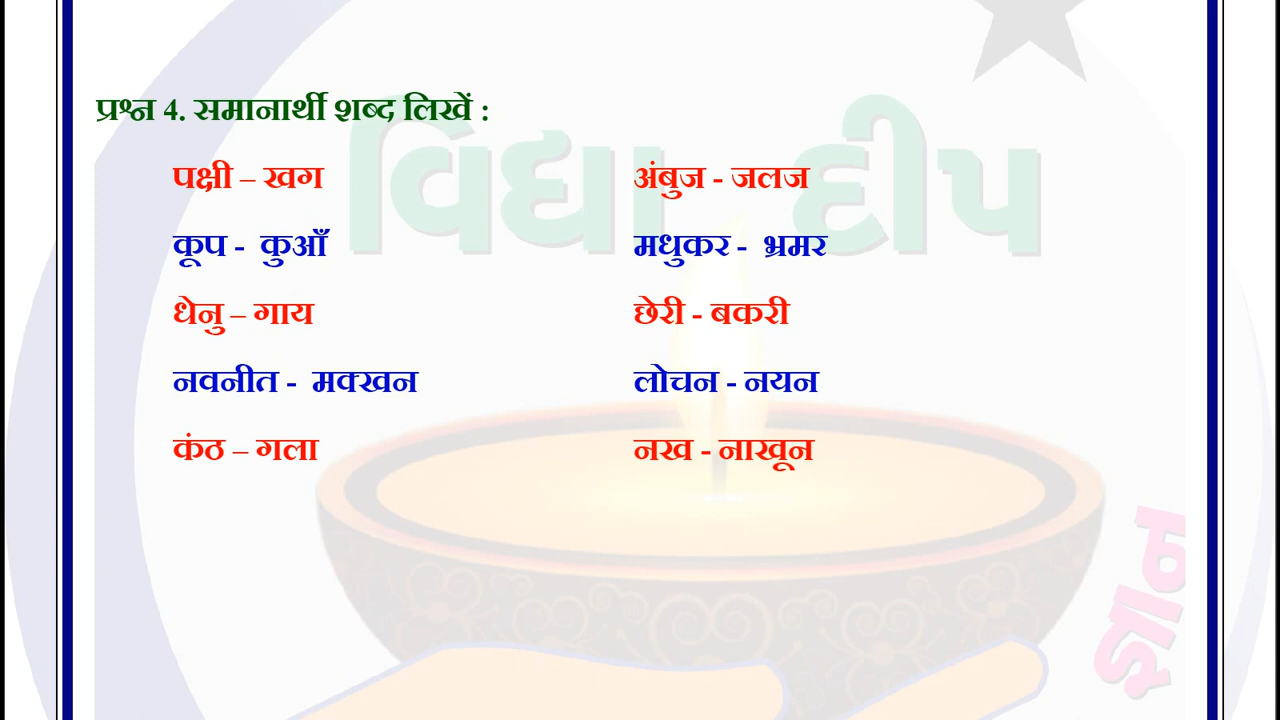 प्रश्न 4. समानार्थी शब्द लिखें :
पक्षी – खग अंबुज - जलज
कूप - कुआँ मधुकर - भ्रमर
धेनु – गाय छेरी - बकरी
नवनीत - मक्खन लोचन - नयन
कंठ – गला नख - नाखून
વિદ્યા દીપ
જ્ઞાન